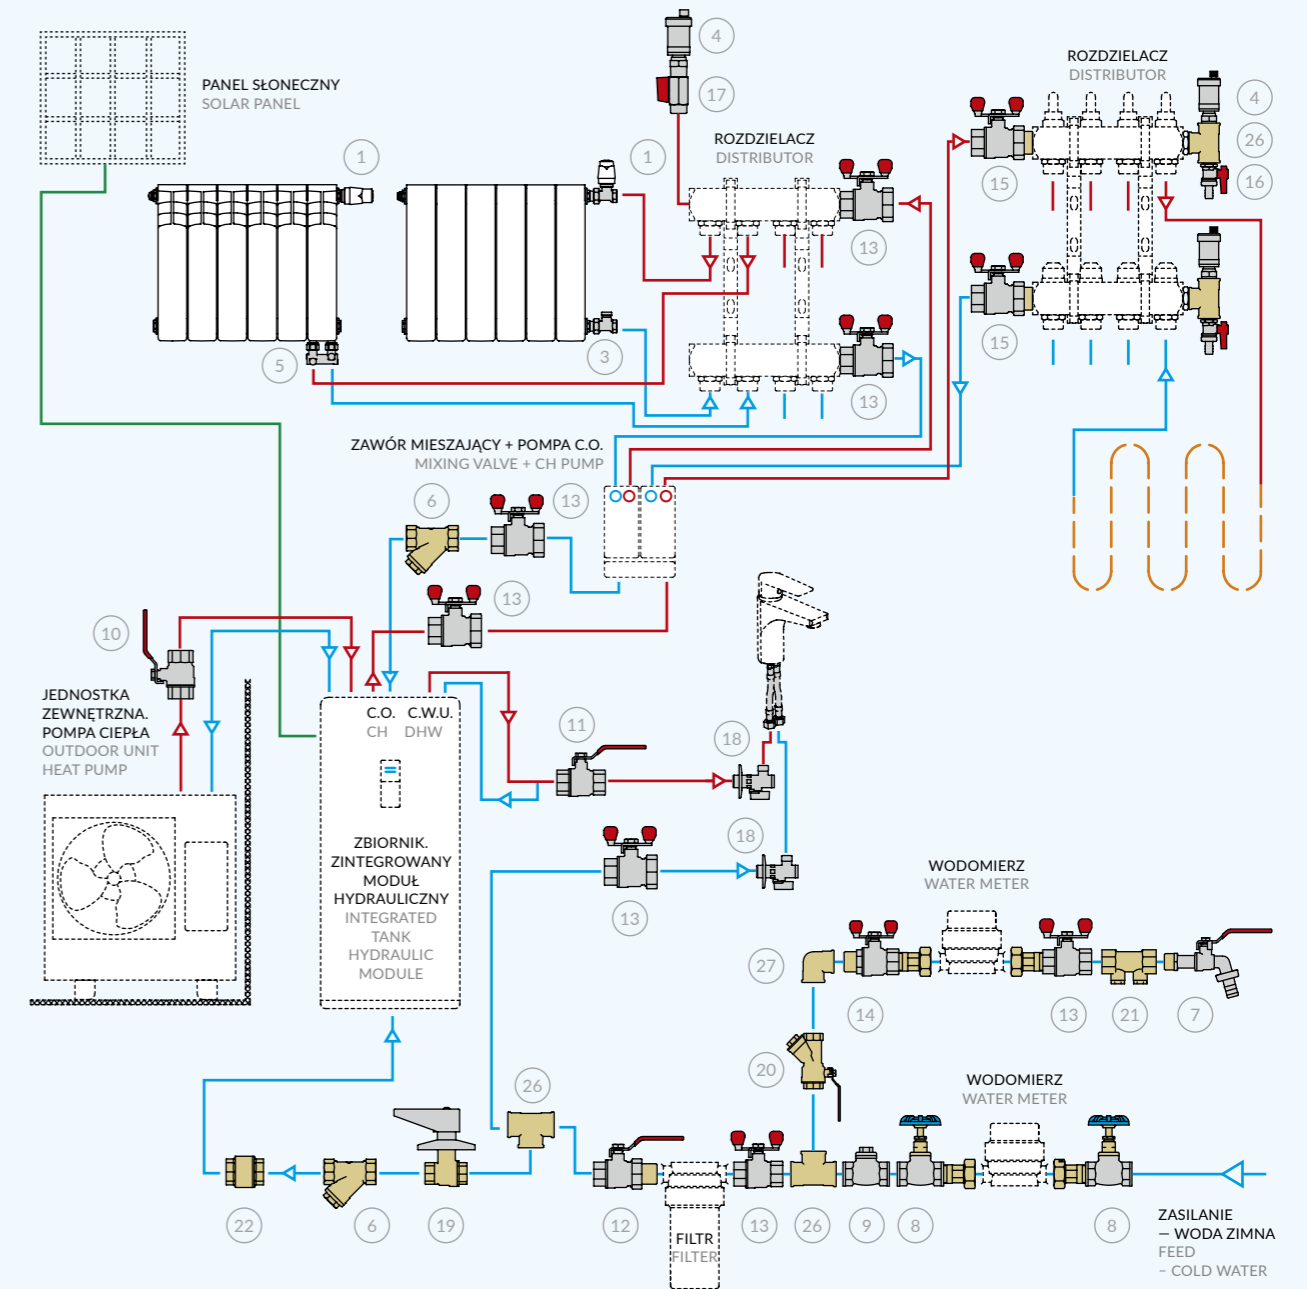 PANEL SŁONECZNY
SOLAR PANEL
1
1
4
17
ROZDZIELACZ
DISTRIBUTOR
ROZDZIELACZ
DISTRIBUTOR
4
26
16
15
13
15
5
3
13
ZAWÓR MIESZAJĄCY + POMPA C.O.
MIXING VALVE + CH PUMP
6
13
13
10
JEDNOSTKA
ZEWNĘTRZNA.
POMPA CIEPŁA
OUTDOOR UNIT
HEAT PUMP
C.O. C.W.U.
CH DHW
11
18
18
13
ZBIORNIK.
ZINTEGROWANY
MODUŁ
HYDRAULICZNY
INTEGRATED
TANK
HYDRAULIC
MODULE
WODOMIERZ
WATER METER
27
14
13
21
7
20
26
WODOMIERZ
WATER METER
22
6
19
12
FILTR
FILTER
13
26
9
8
8
ZASILANIE
– WODA ZIMNA
FEED
– COLD WATER